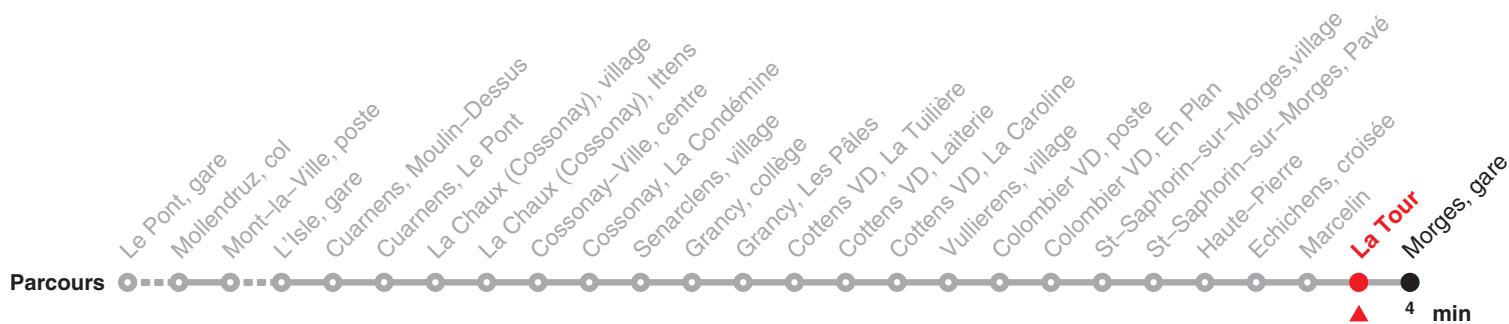 Le Pont, gare
Mollendruz, col
Mont–la–Ville, poste
L'Isle, gare
Cuarnens, Moulin–Dessus
Cuarnens, Le Pont
La Chaux (Cossonay), village
La Chaux (Cossonay), Ittens
Cossonay–Ville, centre
Cossonay, La Condémine
Senarclens, village
Grancy, collège
Grancy, Les Pâles
Cottens VD, La Tuilière
Cottens VD, Laiterie
Cottens VD, La Caroline
Vullierens, village
Colombier VD, poste
Colombier VD, En Plan
St–Saphorin–sur–Morges,village
St–Saphorin–sur–Morges, Pavé
Haute–Pierre
Echichens, croisée
Marcelin
La Tour
Morges, gare
Parcours
4 min